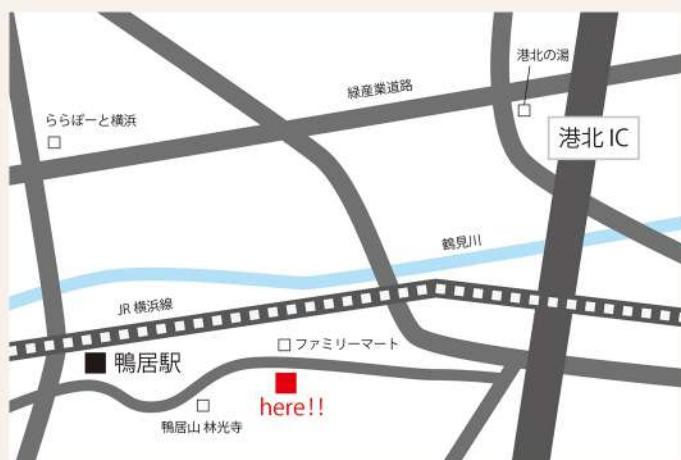 港北の湯
緑産業道路
ららぽーと横浜
港北 IC
鶴見川
JR 横浜線
ファミリーマート
鴨居駅
here!!
鴨居山 林光寺